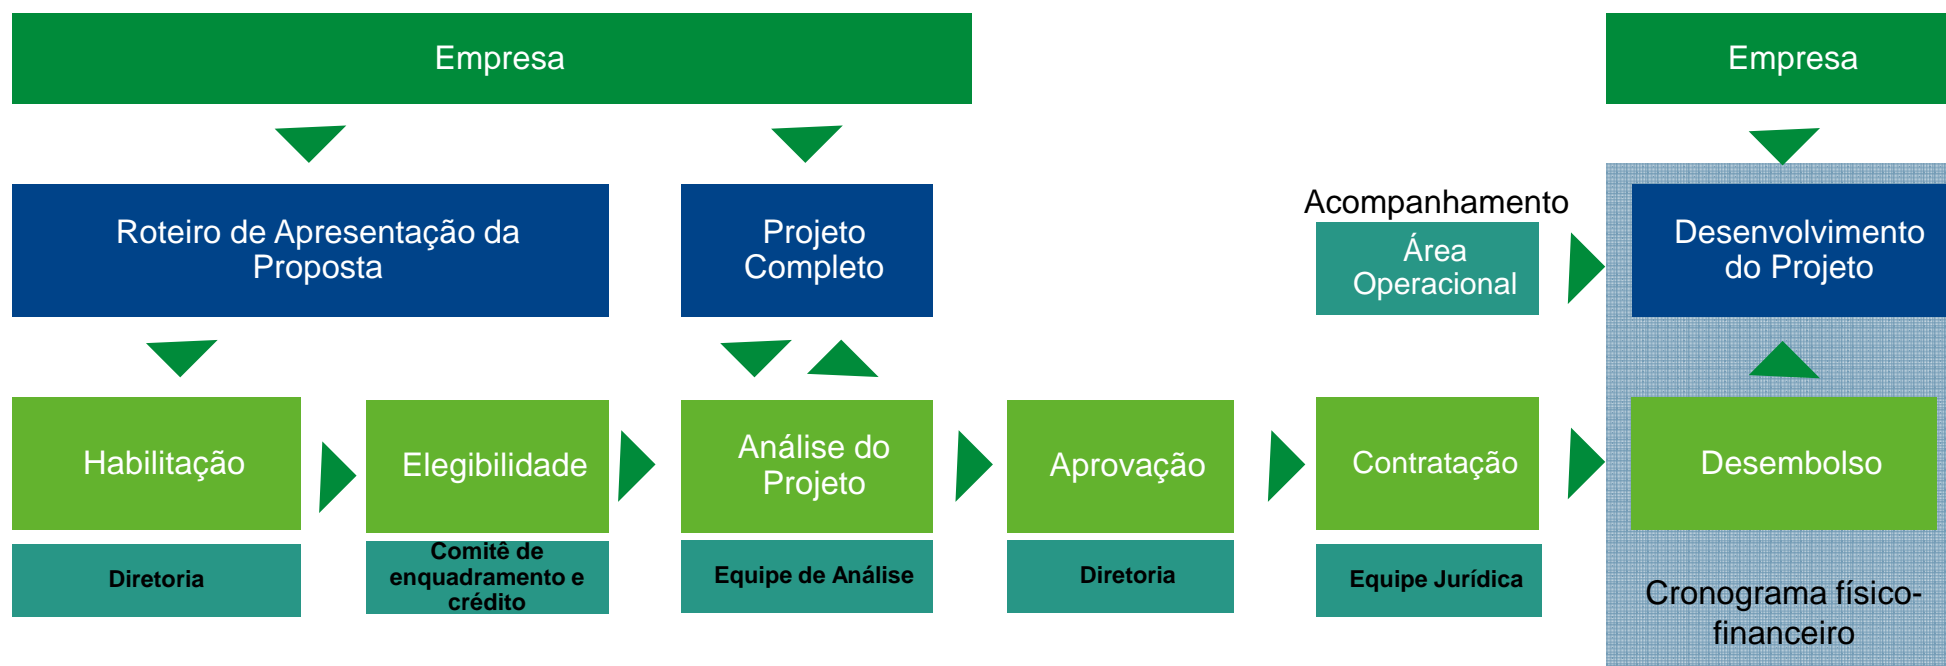 Empresa
Empresa
Roteiro de Apresentação da
Proposta
Projeto
Completo
Acompanhamento
Área
Operacional
Desenvolvimento
do Projeto
Habilitação
Elegibilidade
Análise do
Projeto
Aprovação
Contratação
Desembolso
Diretoria
Comitê de
enquadramento e
crédito
Equipe de Análise
Diretoria
Equipe Jurídica
Cronograma físico-
financeiro